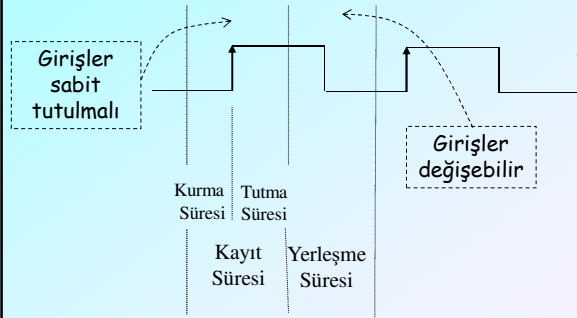 Girişler
sabit
tutulmalı
Girişler
değişebilir
Kurma
Süresi
Tutma
Süresi
Kayıt
Süresi
Yerleşme
Süresi